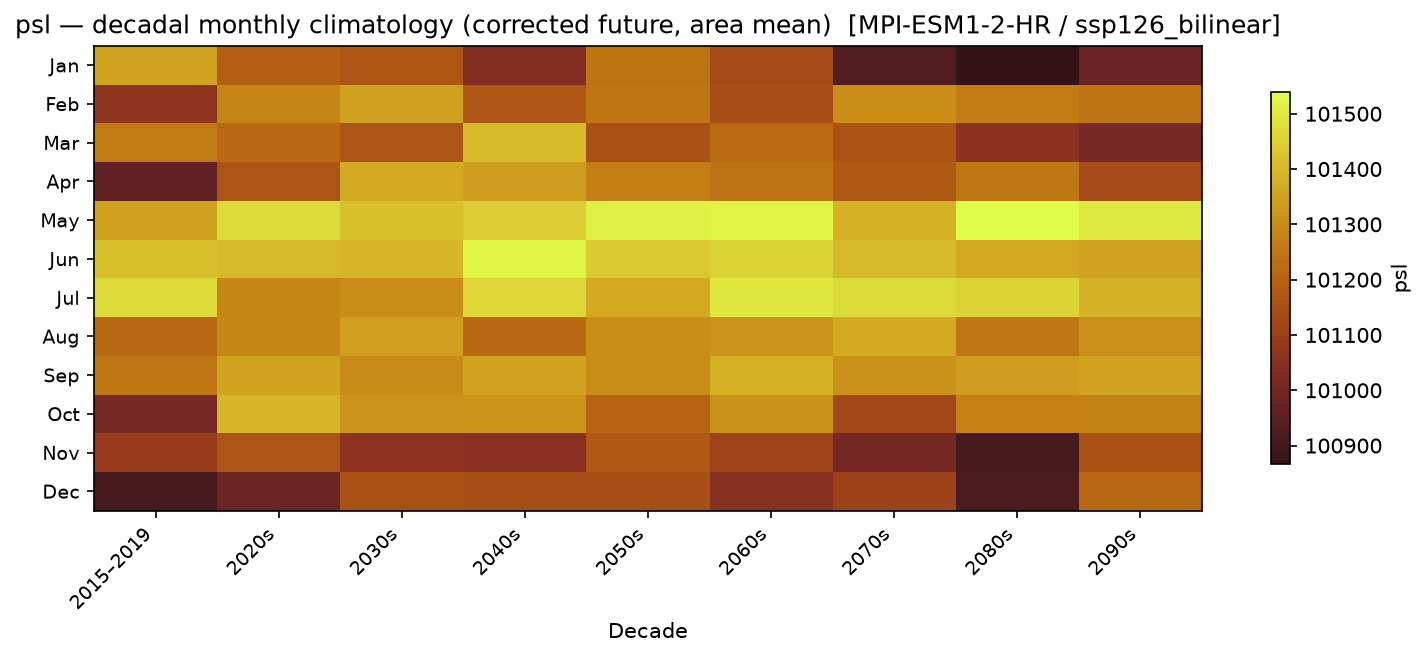 psl — decadal monthly climatology (corrected future, area mean)  [MPI-ESM1-2-HR / ssp126_bilinear]
Jan
Feb
Mar
Apr
May
Jun
Jul
Aug
Sep
Oct
Nov
Dec
2015–2019
2020s
2030s
2040s
2050s
2060s
2070s
2080s
2090s
Decade
101500
101400
101300
101200
101100
101000
100900
psl